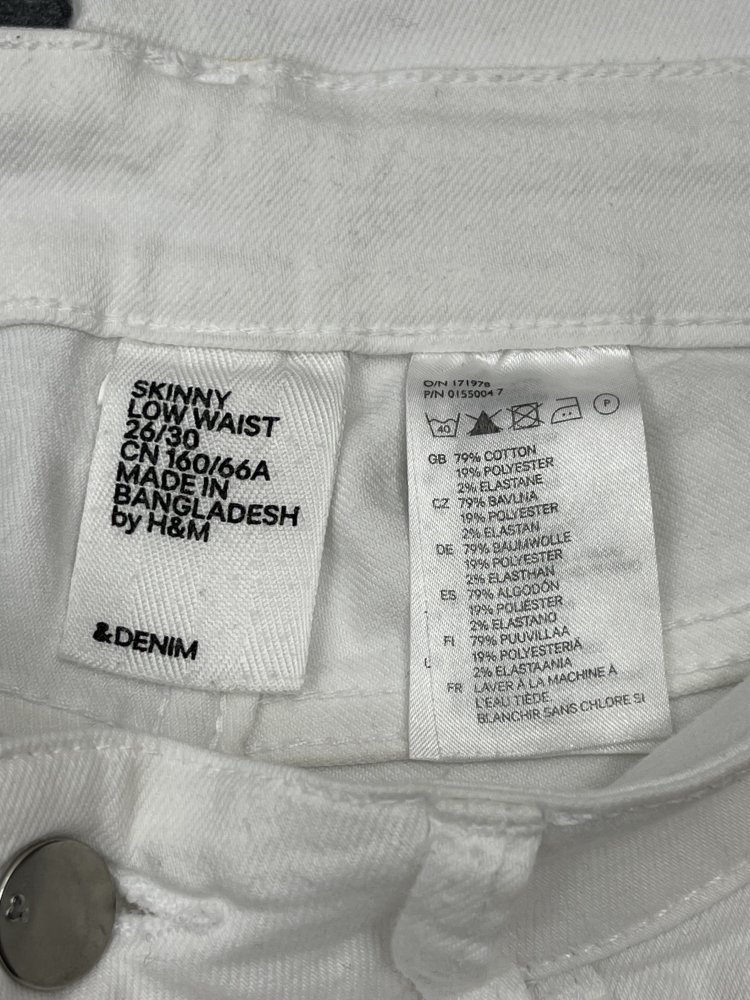 SKINNY
LOW WAIST
26/30
CN 160/66A
MADE IN
BANGLADESH
by H&M
&DENIM
O/N 171978
P/N 0155004 7
40
P
GB 79% COTTON
19% POLYESTER
2% ELASTANE
CZ 79% BAVLNA
19% POLYESTER
2% ELASTAN
DE 79% BAUMWOLLE
19% POLYESTER
2% ELASTHAN
ES 79% ALGODÓN
19% POLIÉSTER
2% ELASTANO
FI 79% PUUVILLAA
19% POLYESTERIÄ
2% ELASTAANIA
FR LAVER À LA MACHINE À
L'EAU TIÈDE
BLANCHIR SANS CHLORE SI
&